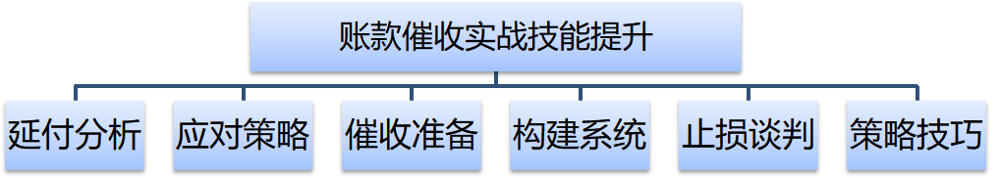 账款催收实战技能提升
延付分析
应对策略
催收准备
构建系统
止损谈判
策略技巧